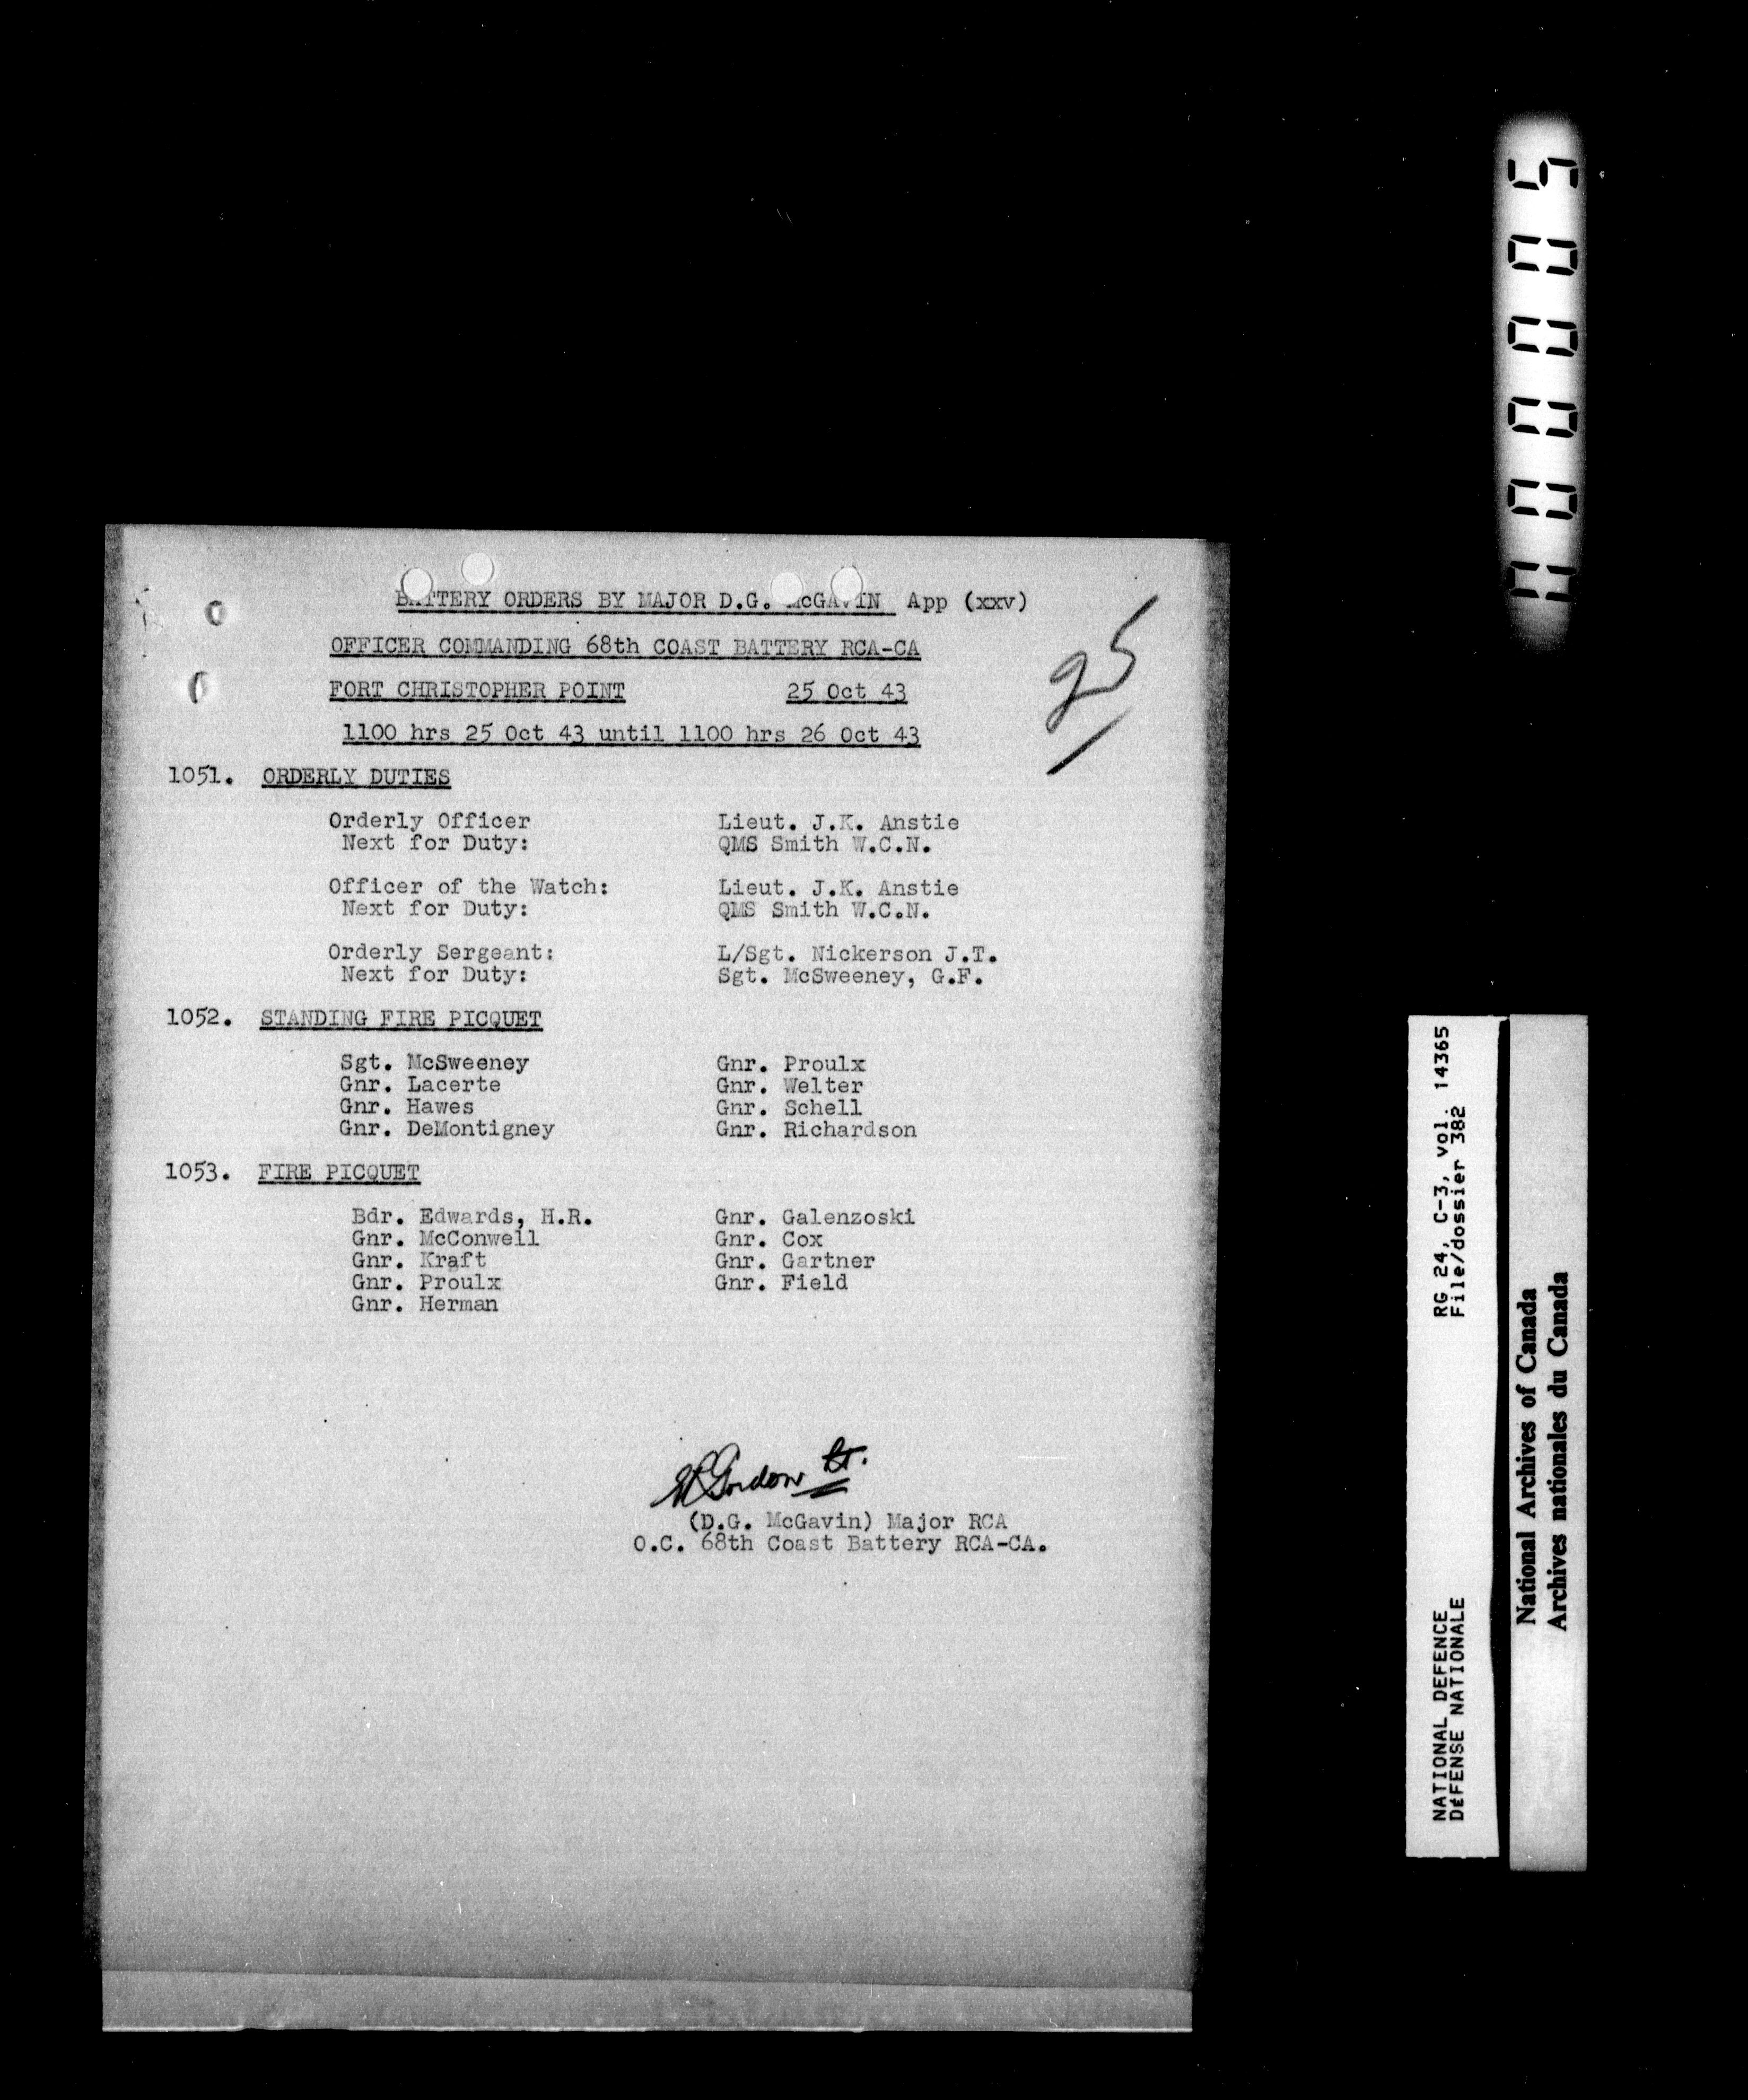 BATTERY ORDERS BY MAJOR D.G. McGAVIN App (xxv)
25
OFFICER COMMANDING 68th COAST BATTERY RCA-CA
FORT CHRISTOPHER POINT 25 Oct 43
1100 hrs 25 Oct 43 until 1100 hrs 26 Oct 43
1051. ORDERLY DUTIES
Orderly Officer Lieut. J.K. Anstie
Next for Duty: QMS Smith W.C.N.
Officer of the Watch: Lieut. J.K. Anstie
Next for Duty: QMS Smith W.C.N.
Orderly Sergeant: L/Sgt. Nickerson J.T.
Next for Duty: Sgt. McSweeney, G.F.
1052. STANDING FIRE PICQUET
Sgt. McSweeney Gnr. Proulx
Gnr. Lacerte Gnr. Welter
Gnr. Hawes Gnr. Schell
Gnr. DeMontigney Gnr. Richardson
1053. FIRE PICQUET
Bdr. Edwards, H.R. Gnr. Galenzoski
Gnr. McConwell Gnr. Cox
Gnr. Kraft Gnr. Gartner
Gnr. Proulx Gnr. Field
Gnr. Herman
Gordon Lt.
(D.G. McGavin) Major RCA
O.C. 68th Coast Battery RCA-CA.
NATIONAL DEFENCE RG 24, C-3, vol. 14365
DÉFENSE NATIONALE File/dossier 382
National Archives of Canada
Archives nationales du Canada